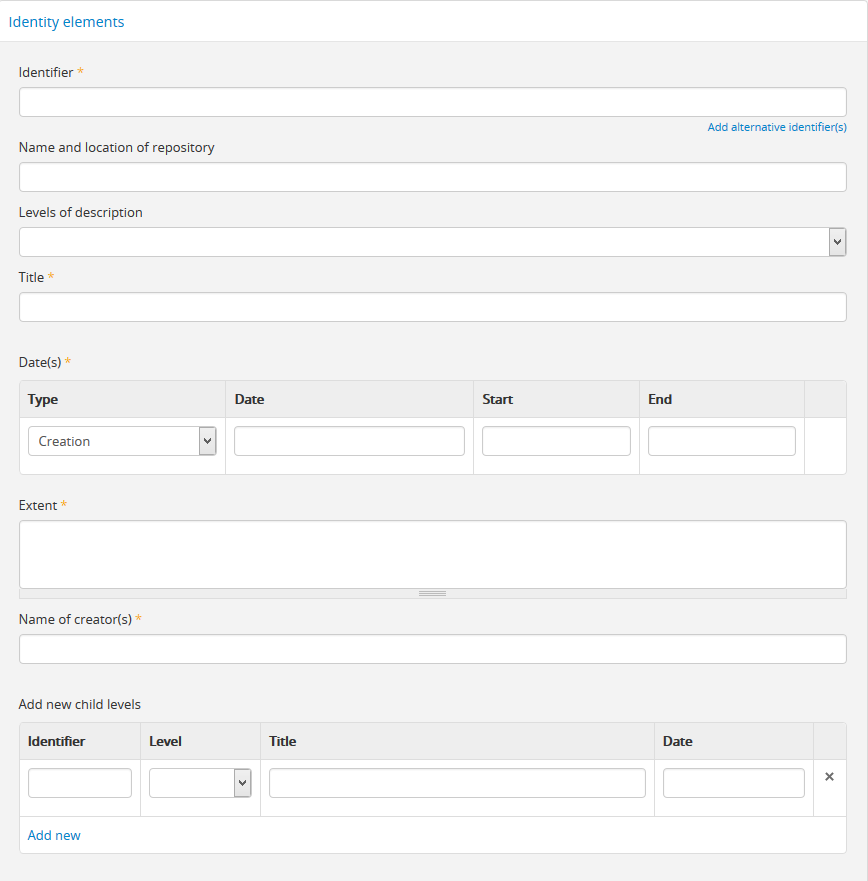 Identity elements
Identifier *
Add alternative identifier(s)
Name and location of repository
Levels of description
Title *
Date(s) *
Type Date Start End
Creation
Extent *
Name of creator(s) *
Add new child levels
Identifier Level Title Date
Add new